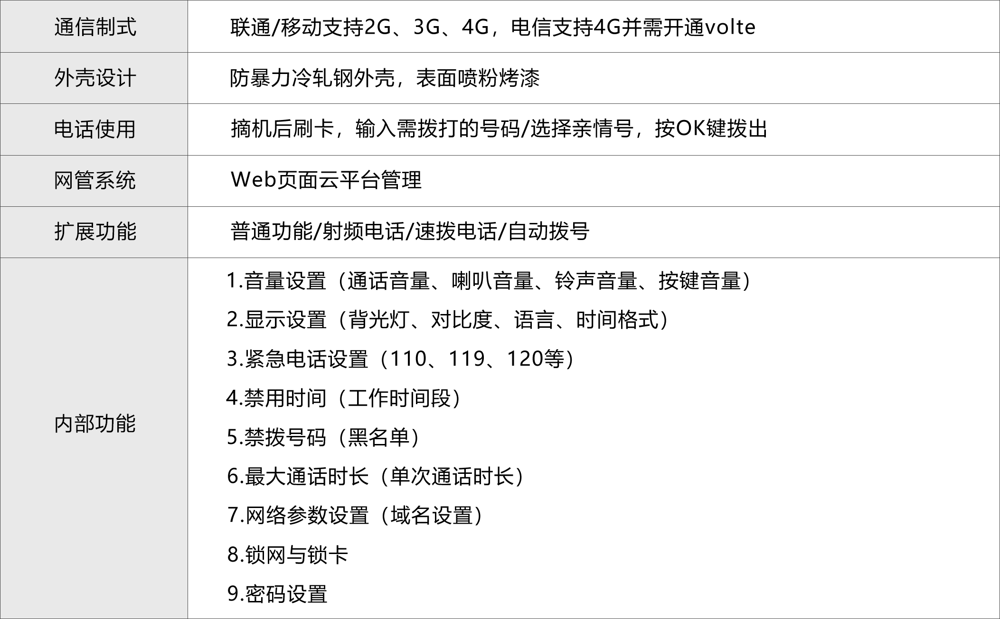 通信制式
联通/移动支持2G、3G、4G，电信支持4G并需开通volte
外壳设计
防暴力冷轧钢外壳，表面喷粉烤漆
电话使用
摘机后刷卡，输入需拨打的号码/选择亲情号，按OK键拨出
网管系统
Web页面云平台管理
扩展功能
普通功能/射频电话/速拨电话/自动拨号
内部功能
1.音量设置（通话音量、喇叭音量、铃声音量、按键音量）
2.显示设置（背光灯、对比度、语言、时间格式）
3.紧急电话设置（110、119、120等）
4.禁用时间（工作时间段）
5.禁拨号码（黑名单）
6.最大通话时长（单次通话时长）
7.网络参数设置（域名设置）
8.锁网与锁卡
9.密码设置